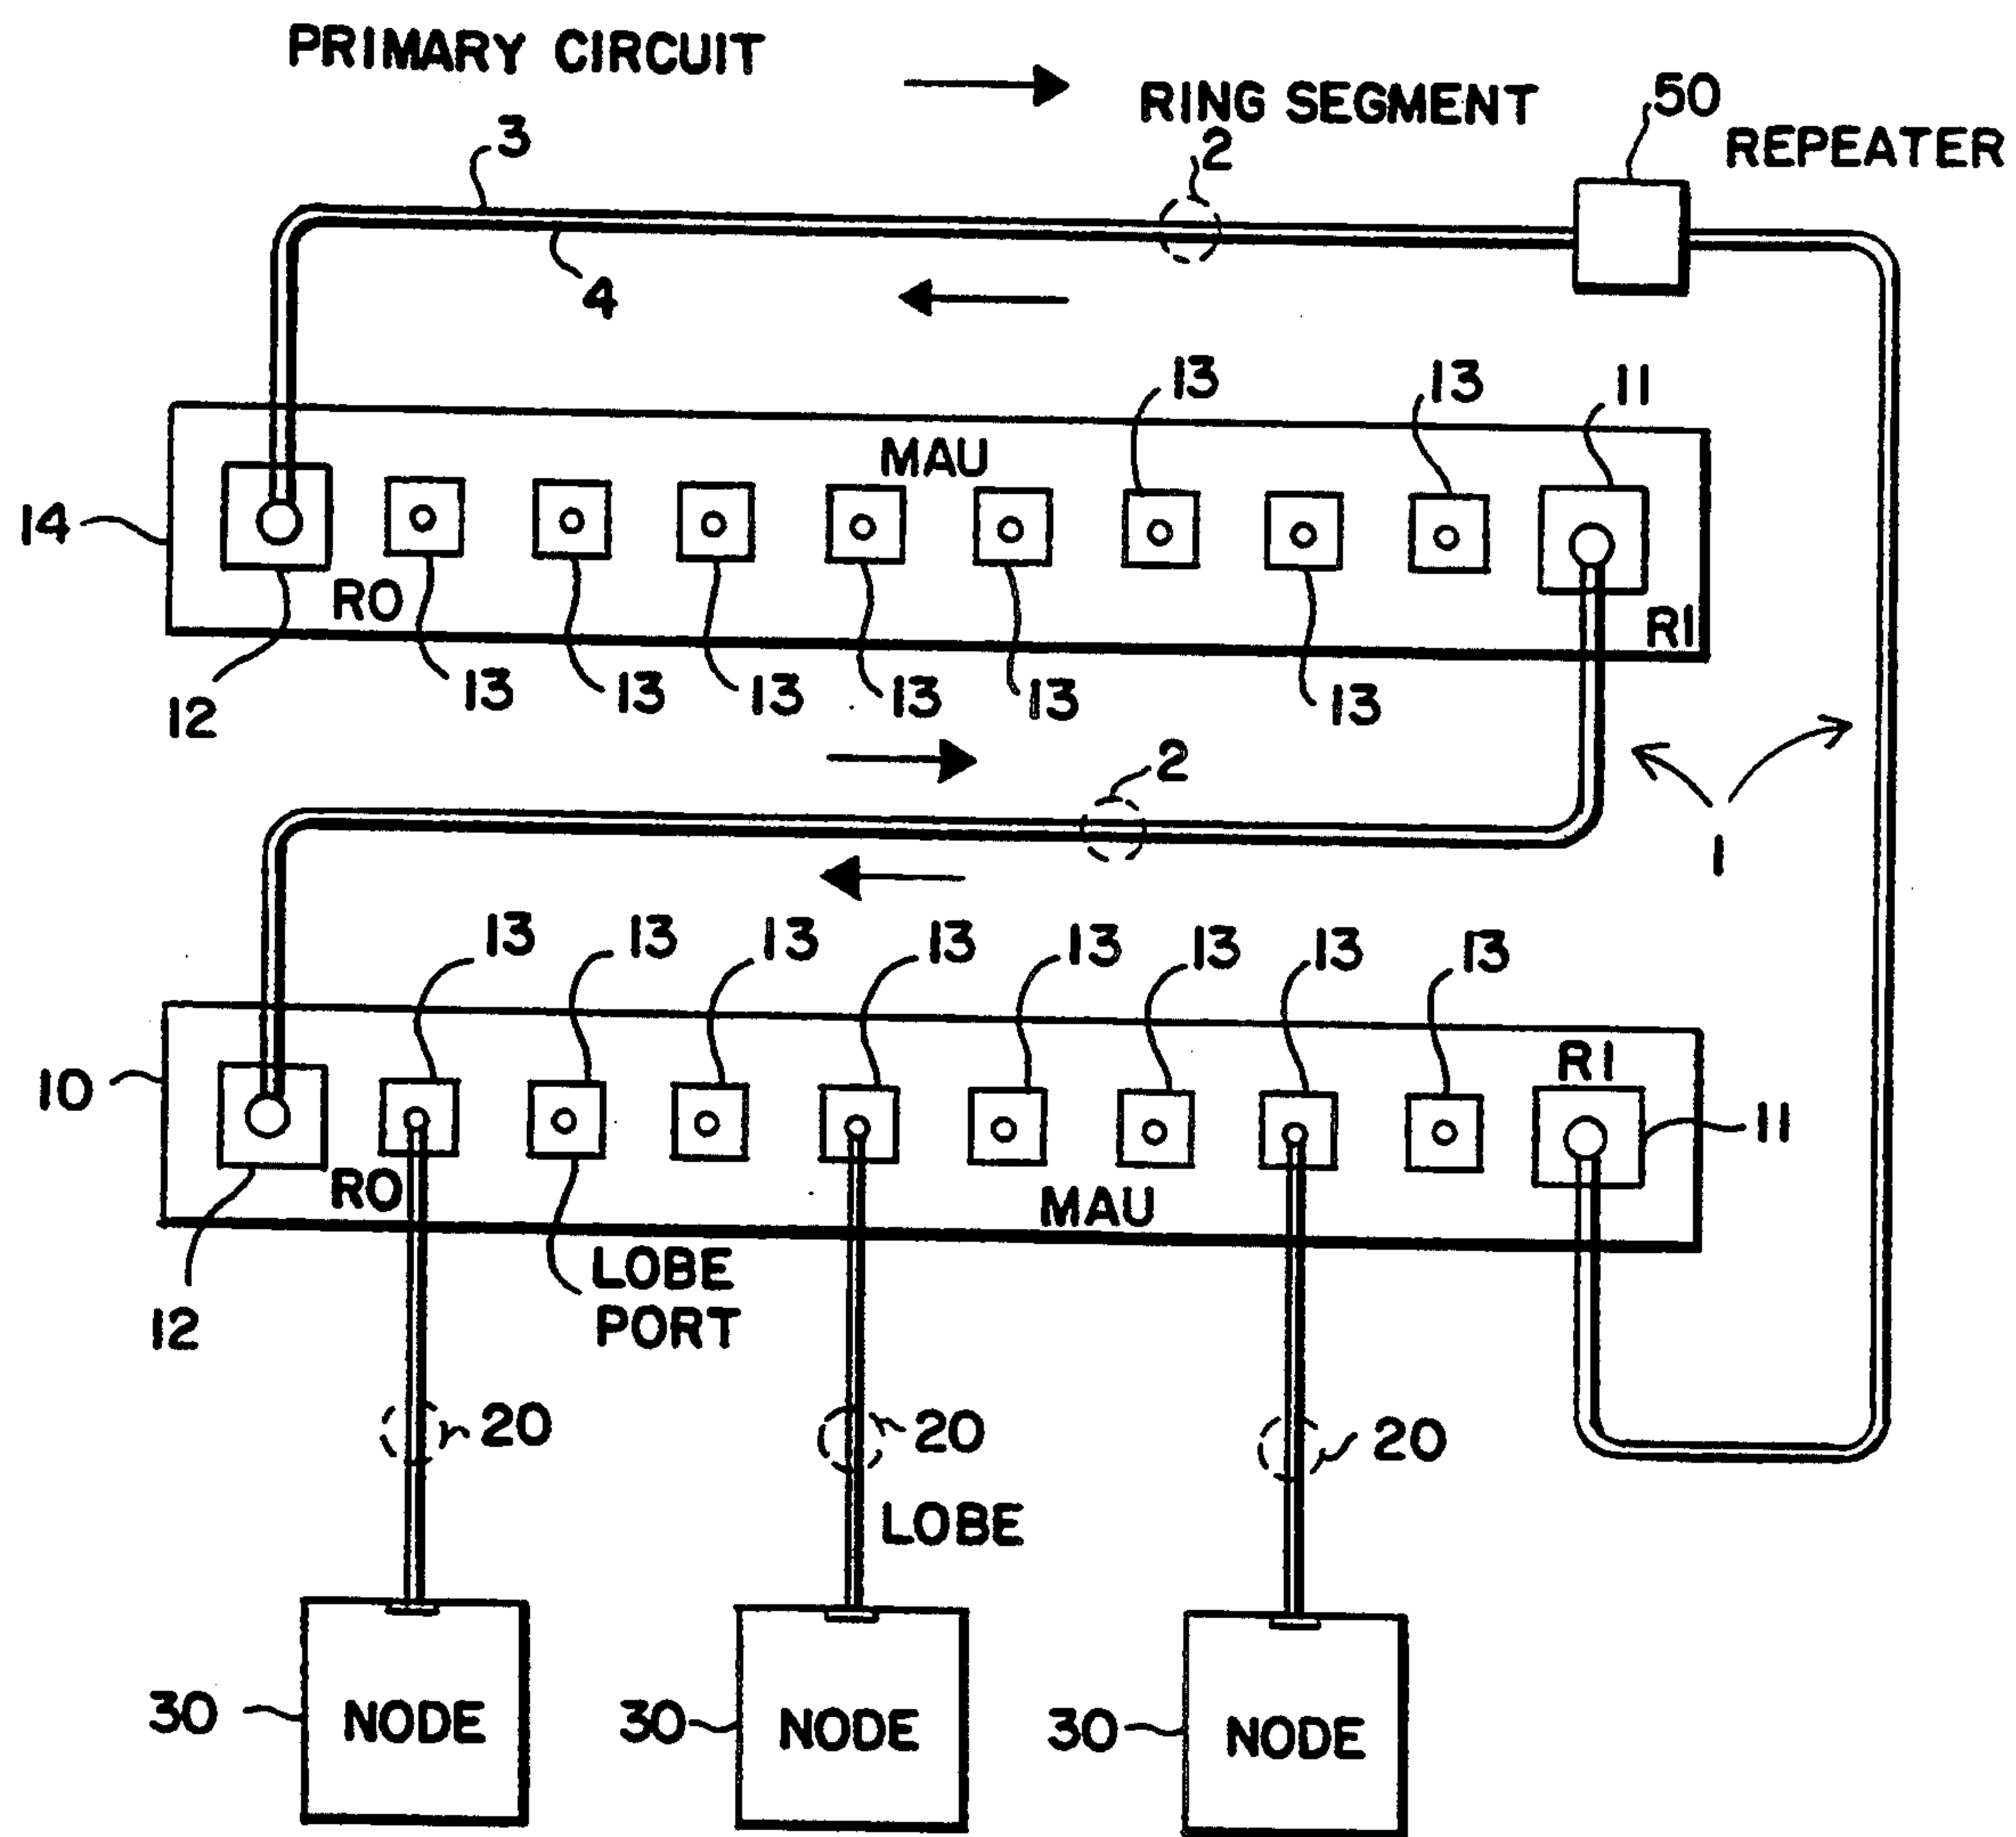 PRIMARY CIRCUIT
RING SEGMENT
50
REPEATER
3
2
4
13
13
11
MAU
14
RO
RI
12
13
13
13
13
13
13
2
1
13
13
13
13
13
13
13
13
10
RI
11
RO
MAU
12
LOBE
PORT
20
20
20
LOBE
30
NODE
30
NODE
30
NODE